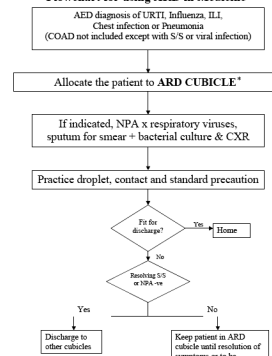 AED diagnosis of URTI, Influenza, ILI,
Chest infection or Pneumonia
(COAD not included except with S/S or viral infection)
Allocate the patient to ARD CUBICLE*
If indicated, NPA x respiratory viruses,
sputum for smear + bacterial culture & CXR
Practice droplet, contact and standard precaution
Fit for
discharge?
Yes
Home
No
Resolving S/S
or NPA -ve
Yes
No
Discharge to
other cubicles
Keep patient in ARD
cubicle until resolution of